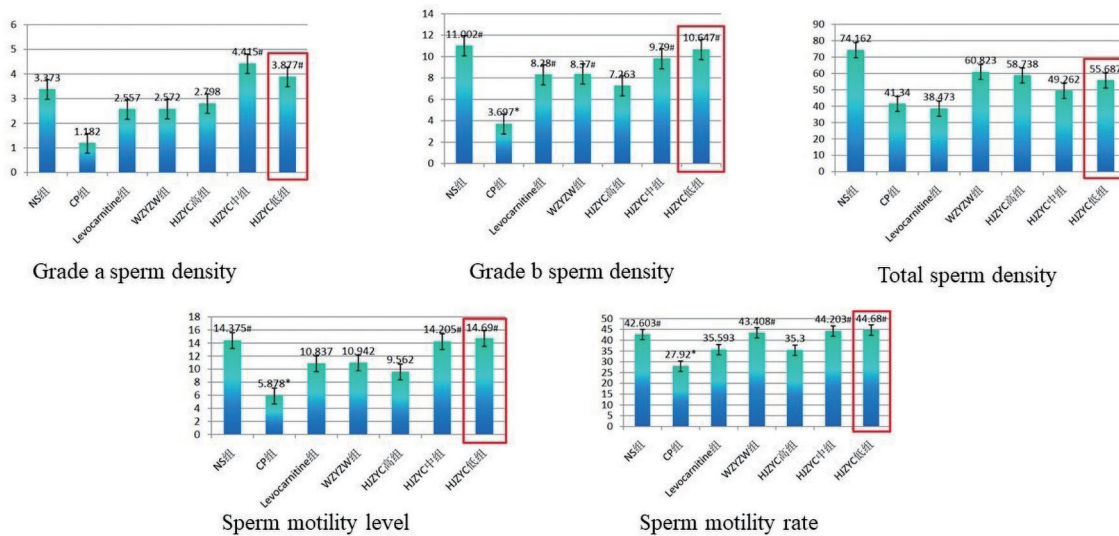 6
5
4
3
2
1
0
3.373
1.182
2.557
2.572
2.798
4.415#
3.877#
NS组
CP组
Levocarnitine组
WZYZW组
HJZYC高组
HJZYC中组
HJZYC低组
Grade a sperm density
14
12
10
8
6
4
2
0
11.002#
3.697*
8.28#
8.37#
7.263
9.79#
10.647#
NS组
CP组
Levocarnitine组
WZYZW组
HJZYC高组
HJZYC中组
HJZYC低组
Grade b sperm density
90
80
70
60
50
40
30
20
10
0
74.162
41.34
38.473
60.823
58.738
49.262
55.687
NS组
CP组
Levocarnitine组
WZYZW组
HJZYC高组
HJZYC中组
HJZYC低组
Total sperm density
18
16
14
12
10
8
6
4
2
0
14.375#
5.878*
10.837
10.942
9.562
14.205#
14.69#
NS组
CP组
Levocarnitine组
WZYZW组
HJZYC高组
HJZYC中组
HJZYC低组
Sperm motility level
50
45
40
35
30
25
20
15
10
5
0
42.603#
27.92*
35.593
43.408#
35.3
44.203#
44.68#
NS组
CP组
Levocarnitine组
WZYZW组
HJZYC高组
HJZYC中组
HJZYC低组
Sperm motility rate